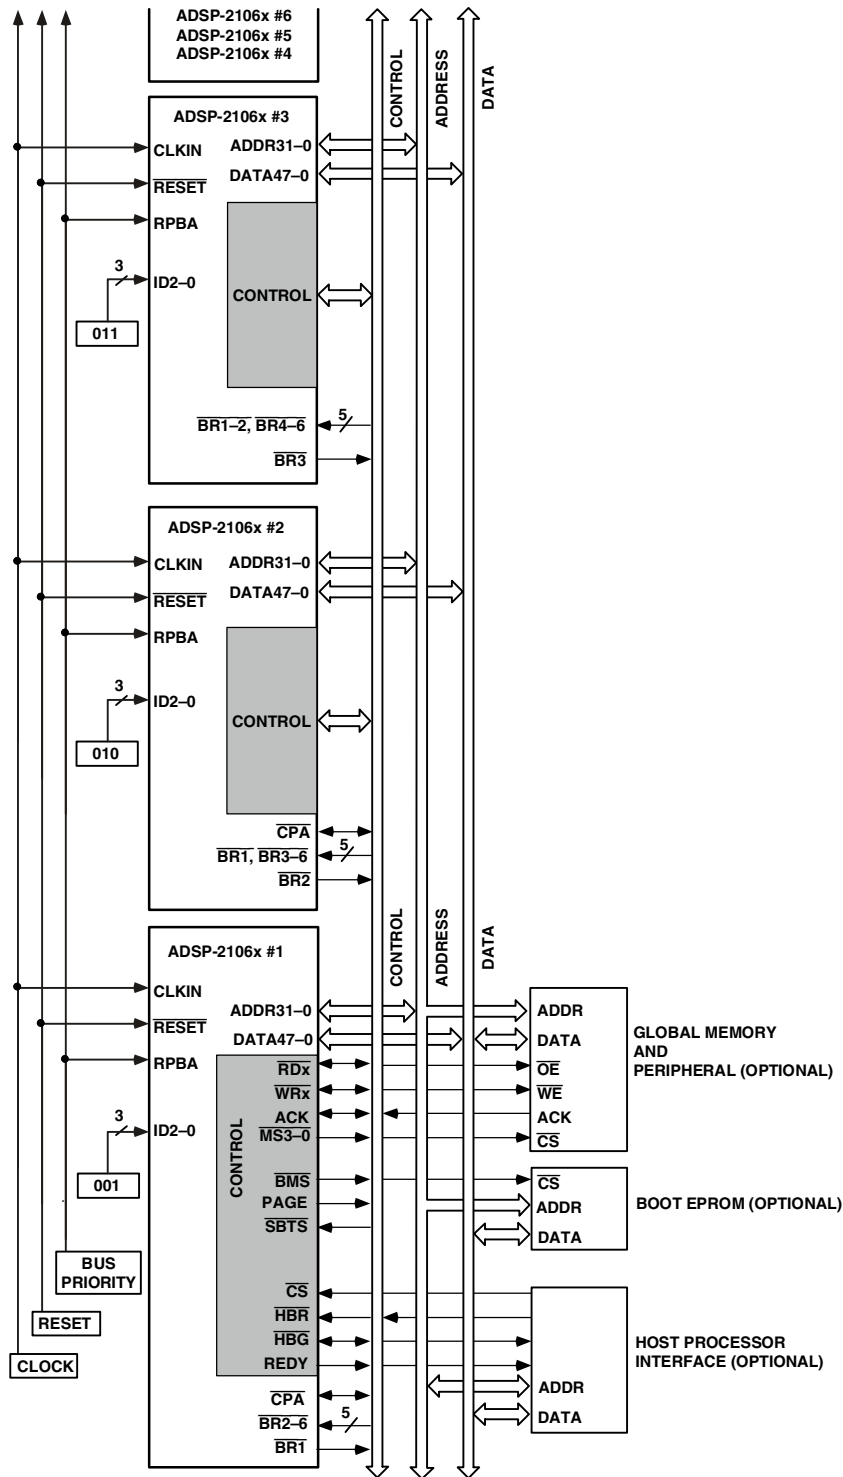 ADSP-2106x #6
ADSP-2106x #5
ADSP-2106x #4
CONTROL
ADDRESS
DATA
ADSP-2106x #3
CLKIN
ADDR31–0
DATA47–0
RESET
RPBA
3
ID2–0
CONTROL
011
BR1–2, BR4–6
5
BR3
ADSP-2106x #2
CLKIN
ADDR31–0
DATA47–0
RESET
RPBA
3
ID2–0
CONTROL
010
CPA
BR1, BR3–6
5
BR2
CONTROL
ADDRESS
DATA
ADSP-2106x #1
CLKIN
ADDR31–0
RESET
DATA47–0
RPBA
3
ID2–0
001
CONTROL
RDx
WRx
ACK
MS3–0
BMS
PAGE
SBTS
CS
HBR
HBG
REDY
CPA
BR2–6
5
BR1
ADDR
DATA
OE
WE
ACK
CS
GLOBAL MEMORY
AND
PERIPHERAL (OPTIONAL)
CS
ADDR
DATA
BOOT EPROM (OPTIONAL)
HOST PROCESSOR
INTERFACE (OPTIONAL)
ADDR
DATA
BUS
PRIORITY
RESET
CLOCK